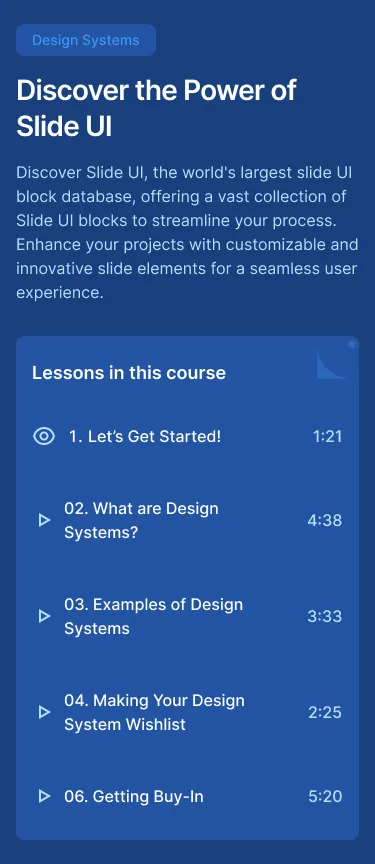 Design Systems
Discover the Power of
Slide UI
Discover Slide UI, the world's largest slide UI
block database, offering a vast collection of
Slide UI blocks to streamline your process.
Enhance your projects with customizable and
innovative slide elements for a seamless user
experience.
Lessons in this course
1. Let’s Get Started! 1:21
02. What are Design
Systems?
4:38
03. Examples of Design
Systems
3:33
04. Making Your Design
System Wishlist
2:25
06. Getting Buy-In 5:20